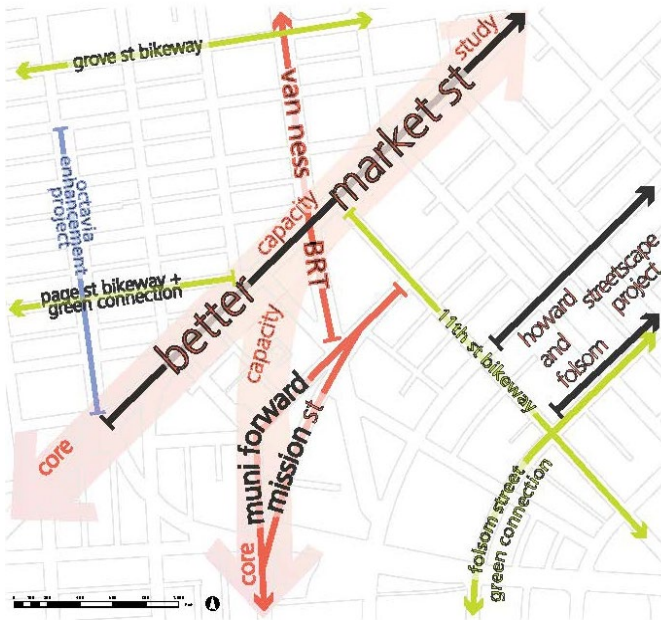 grove st bikeway
van ness
BRT
study
better
market st
capacity
core
octavia
enhancement
project
page st bikeway +
green connection
capacity
core
muni forward
mission st
11th st bikeway
howard
and
folsom
streetscape
project
folsom street
green connection